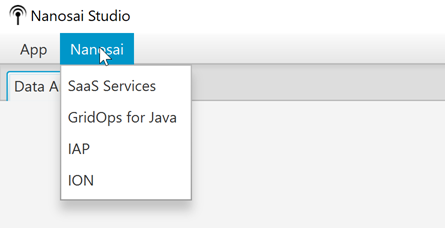 Nanosai Studio
App Nanosai
Data A
SaaS Services
GridOps for Java
IAP
ION